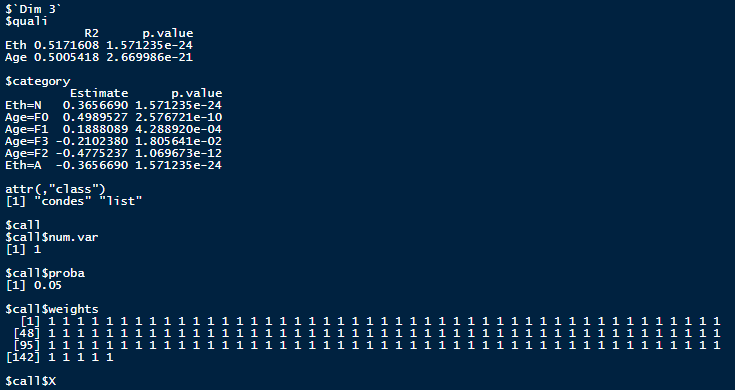 $`Dim 3`
$quali
R2 p.value
Eth 0.5171608 1.571235e-24
Age 0.5005418 2.669986e-21
$category
Estimate p.value
Eth=N 0.3656690 1.571235e-24
Age=F0 0.4989527 2.576721e-10
Age=F1 0.1888089 4.288920e-04
Age=F3 -0.2102380 1.805641e-02
Age=F2 -0.4775237 1.069673e-12
Eth=A -0.3656690 1.571235e-24
attr(,"class")
[1] "condes" "list"
$call
$call$num.var
[1] 1
$call$proba
[1] 0.05
$call$weights
[1] 1 1 1 1 1 1 1 1 1 1 1 1 1 1 1 1 1 1 1 1 1 1 1 1 1 1 1 1 1 1 1 1 1 1 1 1 1 1 1 1 1 1 1 1 1 1 1
[48] 1 1 1 1 1 1 1 1 1 1 1 1 1 1 1 1 1 1 1 1 1 1 1 1 1 1 1 1 1 1 1 1 1 1 1 1 1 1 1 1 1 1 1 1 1 1 1
[95] 1 1 1 1 1 1 1 1 1 1 1 1 1 1 1 1 1 1 1 1 1 1 1 1 1 1 1 1 1 1 1 1 1 1 1 1 1 1 1 1 1 1 1 1 1 1 1
[142] 1 1 1 1 1
$call$X